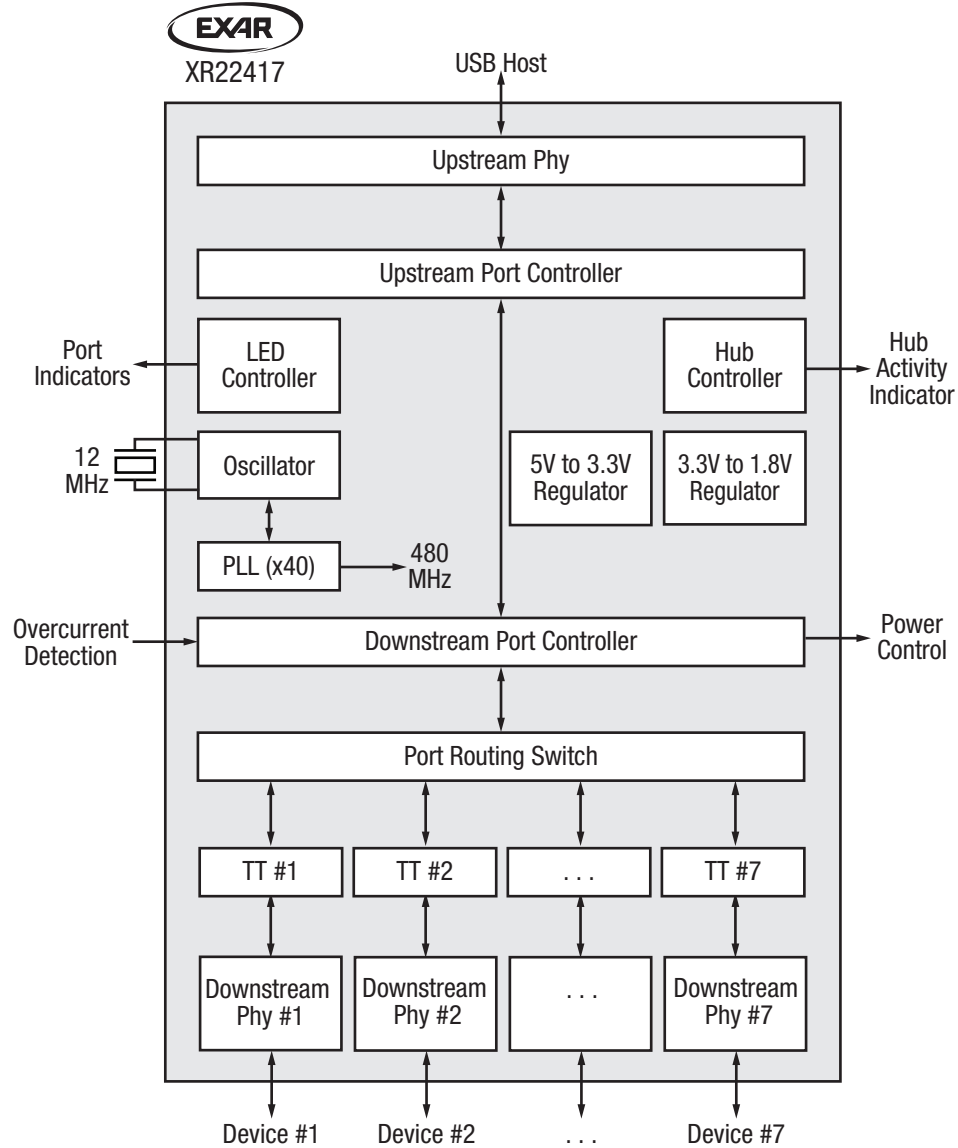 EXAR
XR22417
USB Host
Upstream Phy
Upstream Port Controller
Port
Indicators
LED
Controller
Hub
Controller
Hub
Activity
Indicator
12
MHz
Oscillator
5V to 3.3V
Regulator
3.3V to 1.8V
Regulator
PLL (x40)
480
MHz
Overcurrent
Detection
Downstream Port Controller
Power
Control
Port Routing Switch
TT #1
TT #2
. . .
TT #7
Downstream
Phy #1
Downstream
Phy #2
. . .
Downstream
Phy #7
Device #1
Device #2
. . .
Device #7